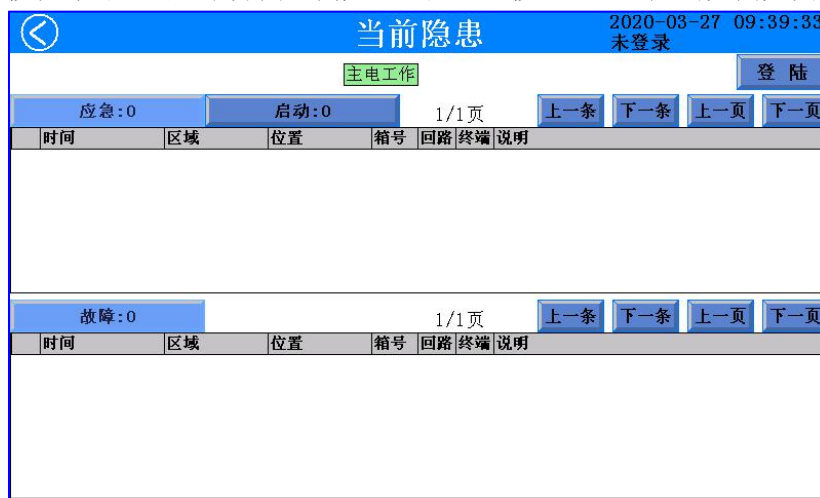 当前隐患
2020-03-27 09:39:33
未登录
主电工作
登 陆
应急:0 启动:0 1/1页 上一条 下一条 上一页 下一页
时间 区域 位置 箱号 回路 终端 说明
故障:0 1/1页 上一条 下一条 上一页 下一页
时间 区域 位置 箱号 回路 终端 说明